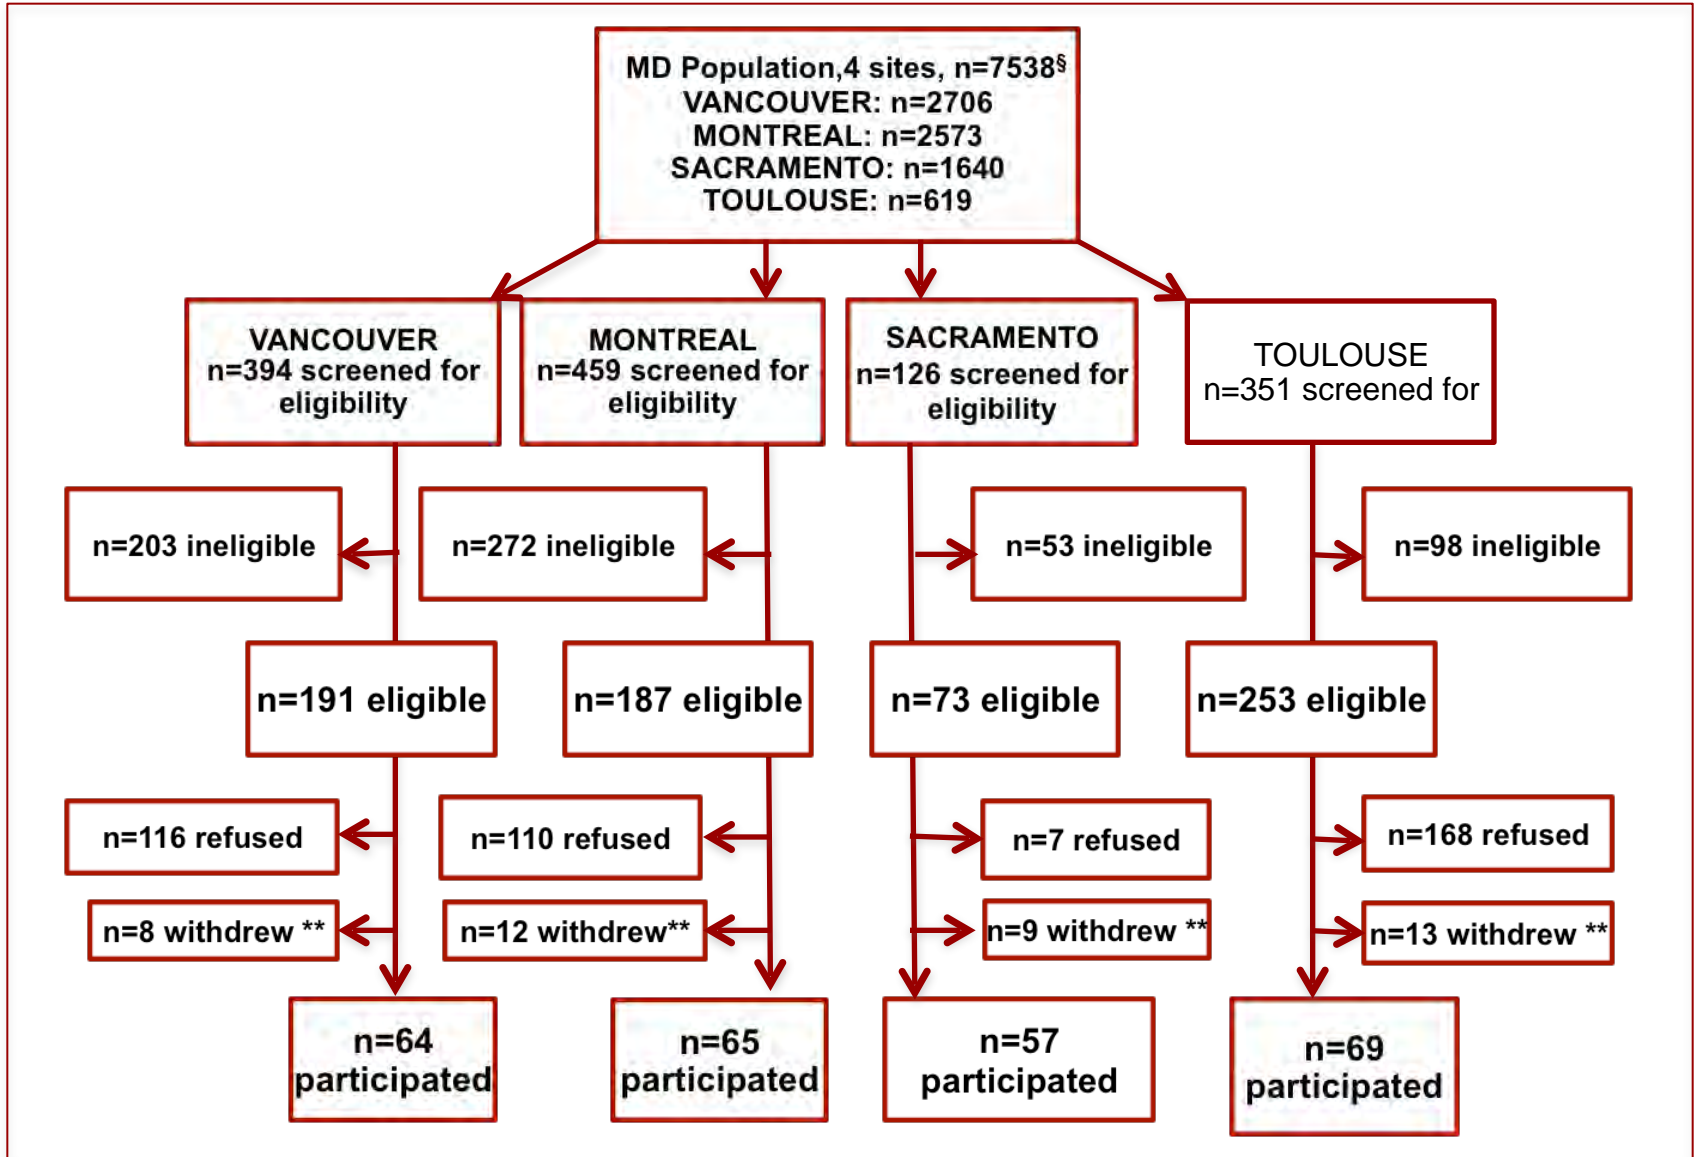 MD Population,4 sites, n=7538§
VANCOUVER: n=2706
MONTREAL: n=2573
SACRAMENTO: n=1640
TOULOUSE: n=619
VANCOUVER
n=394 screened for
eligibility
MONTREAL
n=459 screened for
eligibility
SACRAMENTO
n=126 screened for
eligibility
TOULOUSE
n=351 screened for
n=203 ineligible
n=272 ineligible
n=53 ineligible
n=98 ineligible
n=191 eligible
n=187 eligible
n=73 eligible
n=253 eligible
n=116 refused
n=110 refused
n=7 refused
n=168 refused
n=8 withdrew **
n=12 withdrew**
n=9 withdrew **
n=13 withdrew **
n=64
participated
n=65
participated
n=57
participated
n=69
participated